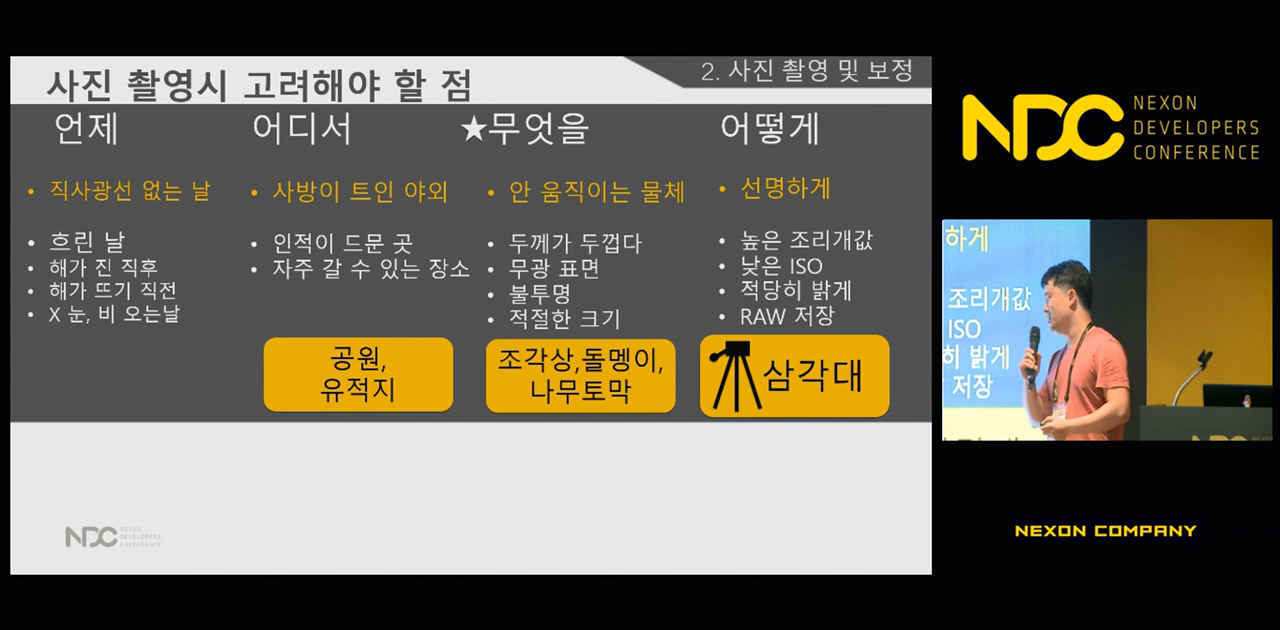 사진 촬영시 고려해야 할 점
2. 사진 촬영 및 보정
언제
• 직사광선 없는 날
• 흐린 날
• 해가 진 직후
• 해가 뜨기 직전
• X 눈, 비 오는날
어디서
• 사방이 트인 야외
• 인적이 드문 곳
• 자주 갈 수 있는 장소
공원,
유적지
★무엇을
• 안 움직이는 물체
• 두께가 두껍다
• 무광 표면
• 불투명
• 적절한 크기
조각상,돌멩이,
나무토막
어떻게
• 선명하게
• 높은 조리개값
• 낮은 ISO
• 적당히 밝게
• RAW 저장
삼각대
NDC
NEXON
DEVELOPERS
CONFERENCE
NDC
NEXON
DEVELOPERS
CONFERENCE
하게
조리개값
ISO
히 밝게
저장
NDC
NEXON COMPANY